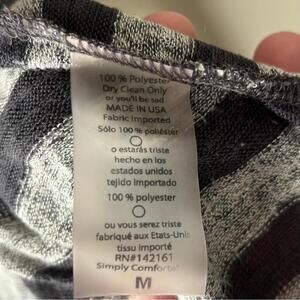 100% Polyester
Dry Clean Only
or you'll be sad
MADE IN USA
Fabric Imported
Sólo 100% poliéster
o estarás triste
hecho en los
estados unidos
tejido importado
100% polyester
ou vous serez triste
fabriqué aux Etats-Unis
tissu importé
RN#142161
Simply Comfortable
M